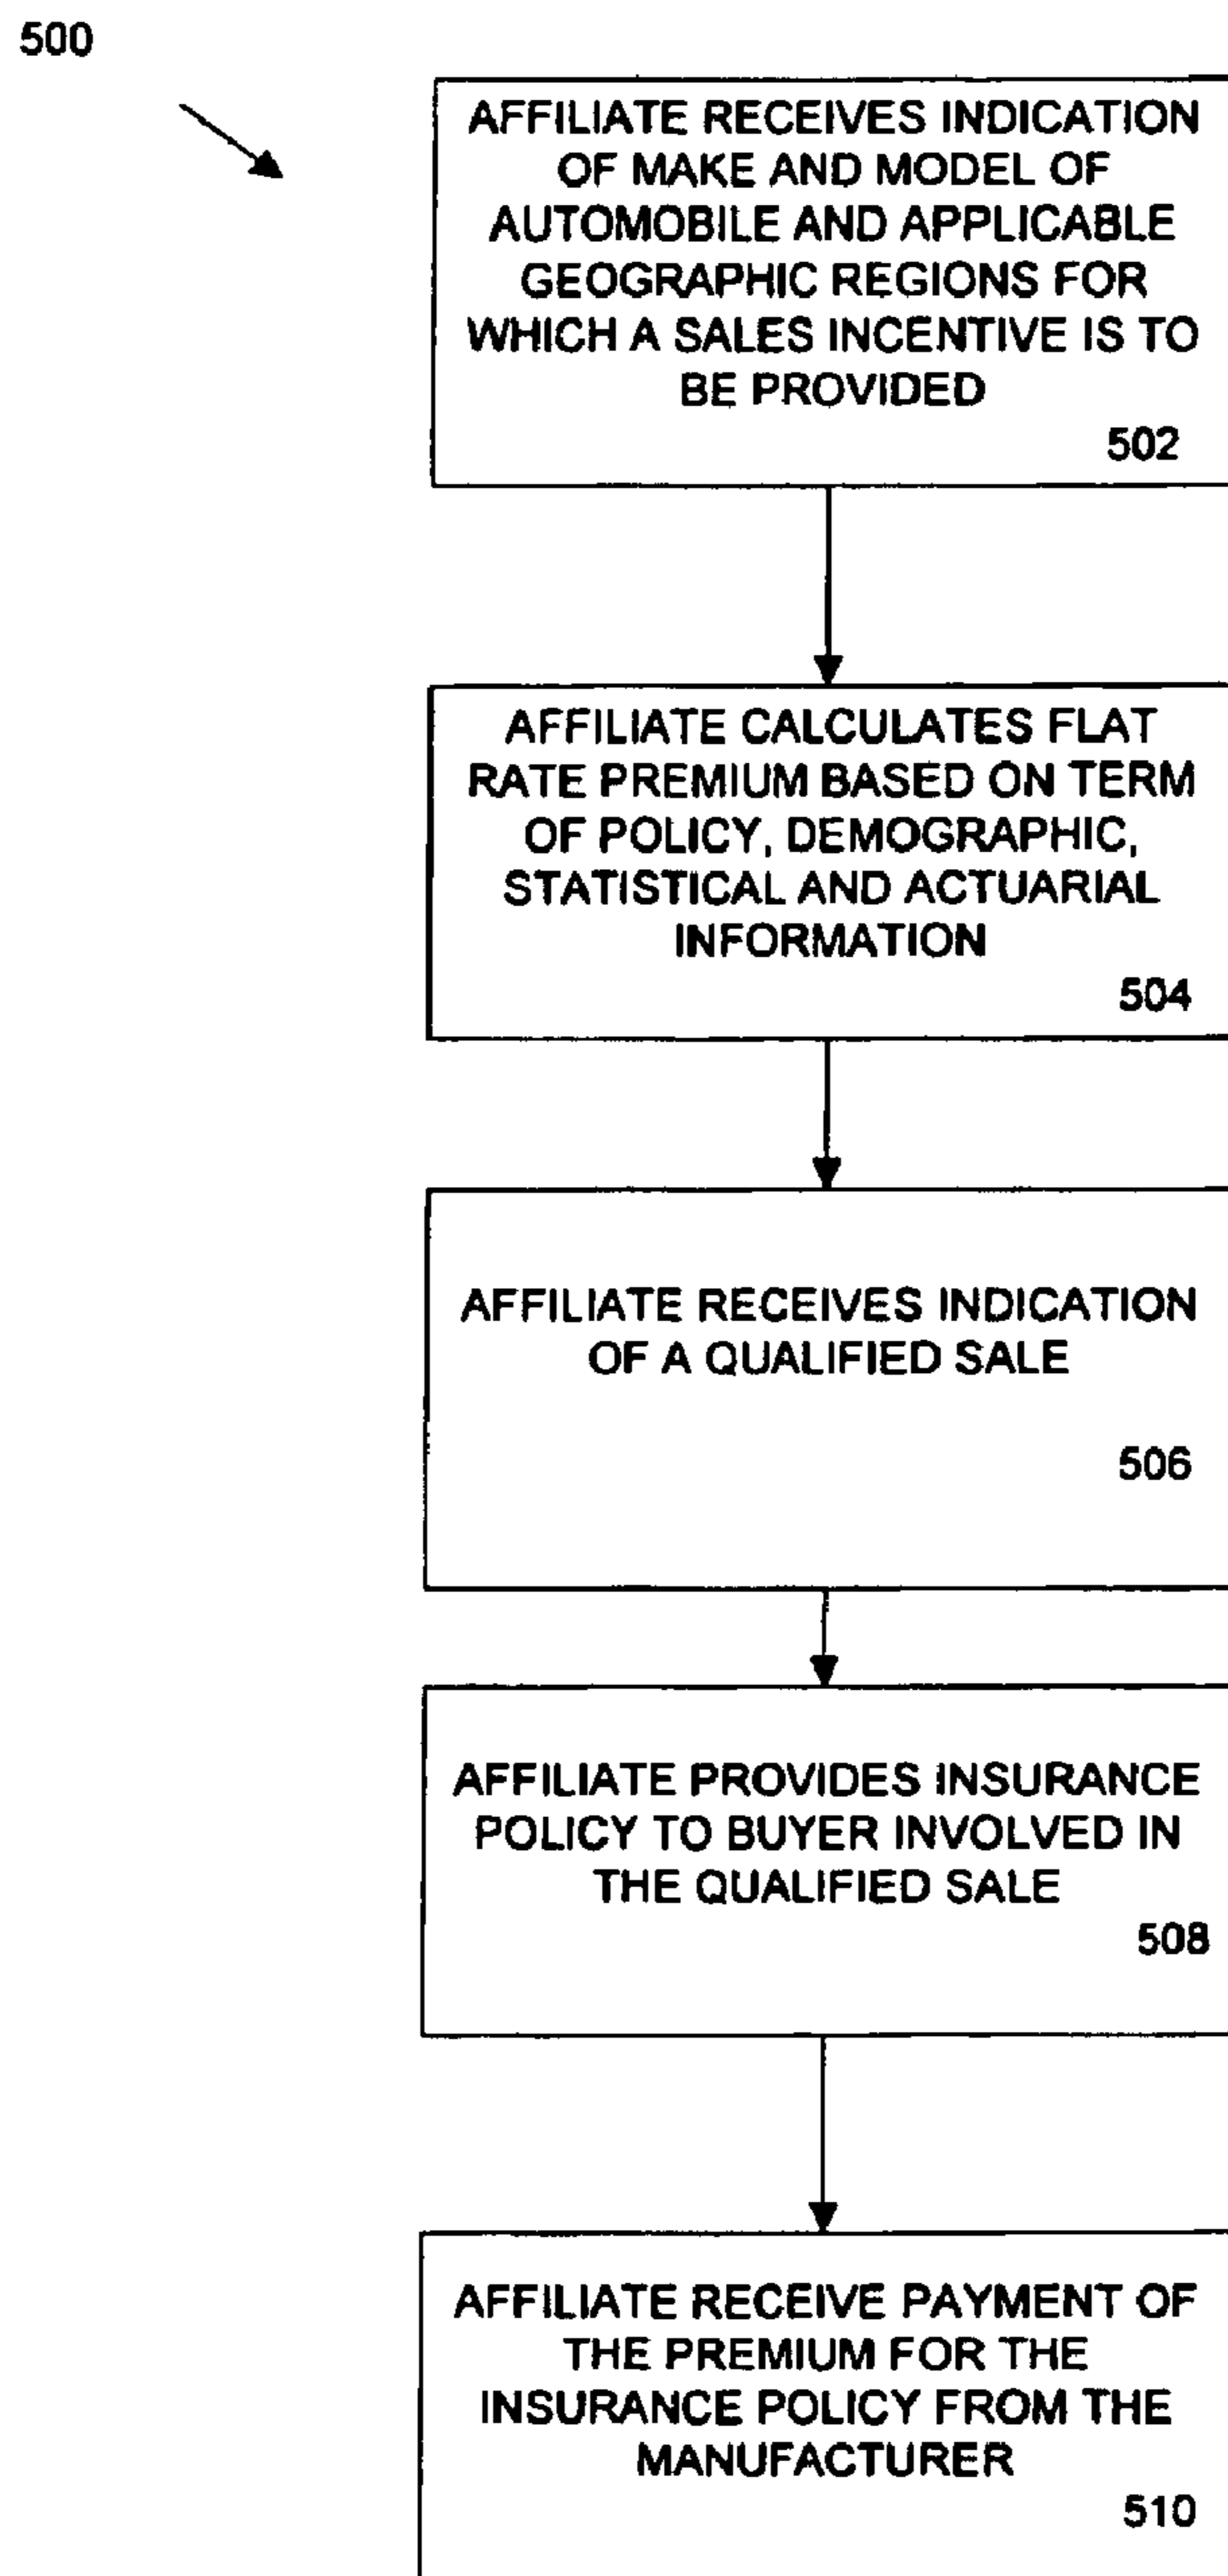 500
AFFILIATE RECEIVES INDICATION
OF MAKE AND MODEL OF
AUTOMOBILE AND APPLICABLE
GEOGRAPHIC REGIONS FOR
WHICH A SALES INCENTIVE IS TO
BE PROVIDED
502
AFFILIATE CALCULATES FLAT
RATE PREMIUM BASED ON TERM
OF POLICY, DEMOGRAPHIC,
STATISTICAL AND ACTUARIAL
INFORMATION
504
AFFILIATE RECEIVES INDICATION
OF A QUALIFIED SALE
506
AFFILIATE PROVIDES INSURANCE
POLICY TO BUYER INVOLVED IN
THE QUALIFIED SALE
508
AFFILIATE RECEIVE PAYMENT OF
THE PREMIUM FOR THE
INSURANCE POLICY FROM THE
MANUFACTURER
510